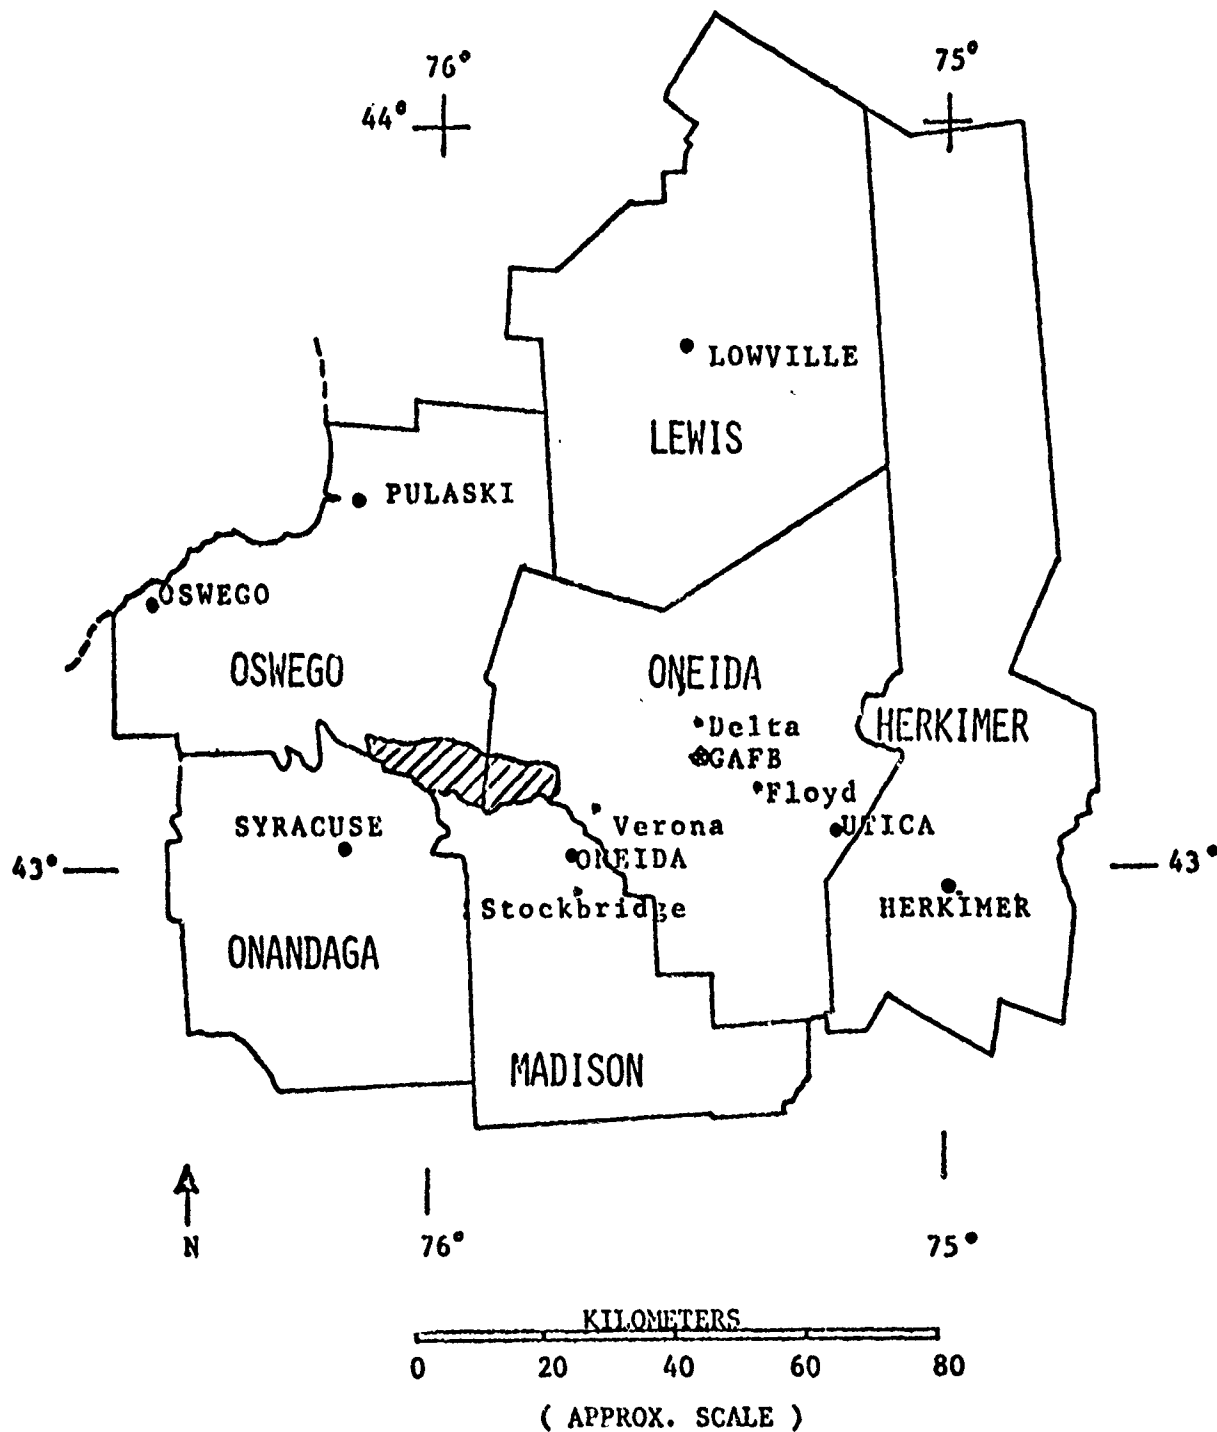 76°
75°
44°
LOWVILLE
LEWIS
PULASKI
OSWEGO
OSWEGO
ONEIDA
Delta
HERKIMER
GAFB
Floyd
Verona
SYRACUSE
UTICA
43°
ONEIDA
43°
Stockbridge
HERKIMER
ONANDAGA
MADISON
N
76°
75°
KILOMETERS
0 20 40 60 80
( APPROX. SCALE )